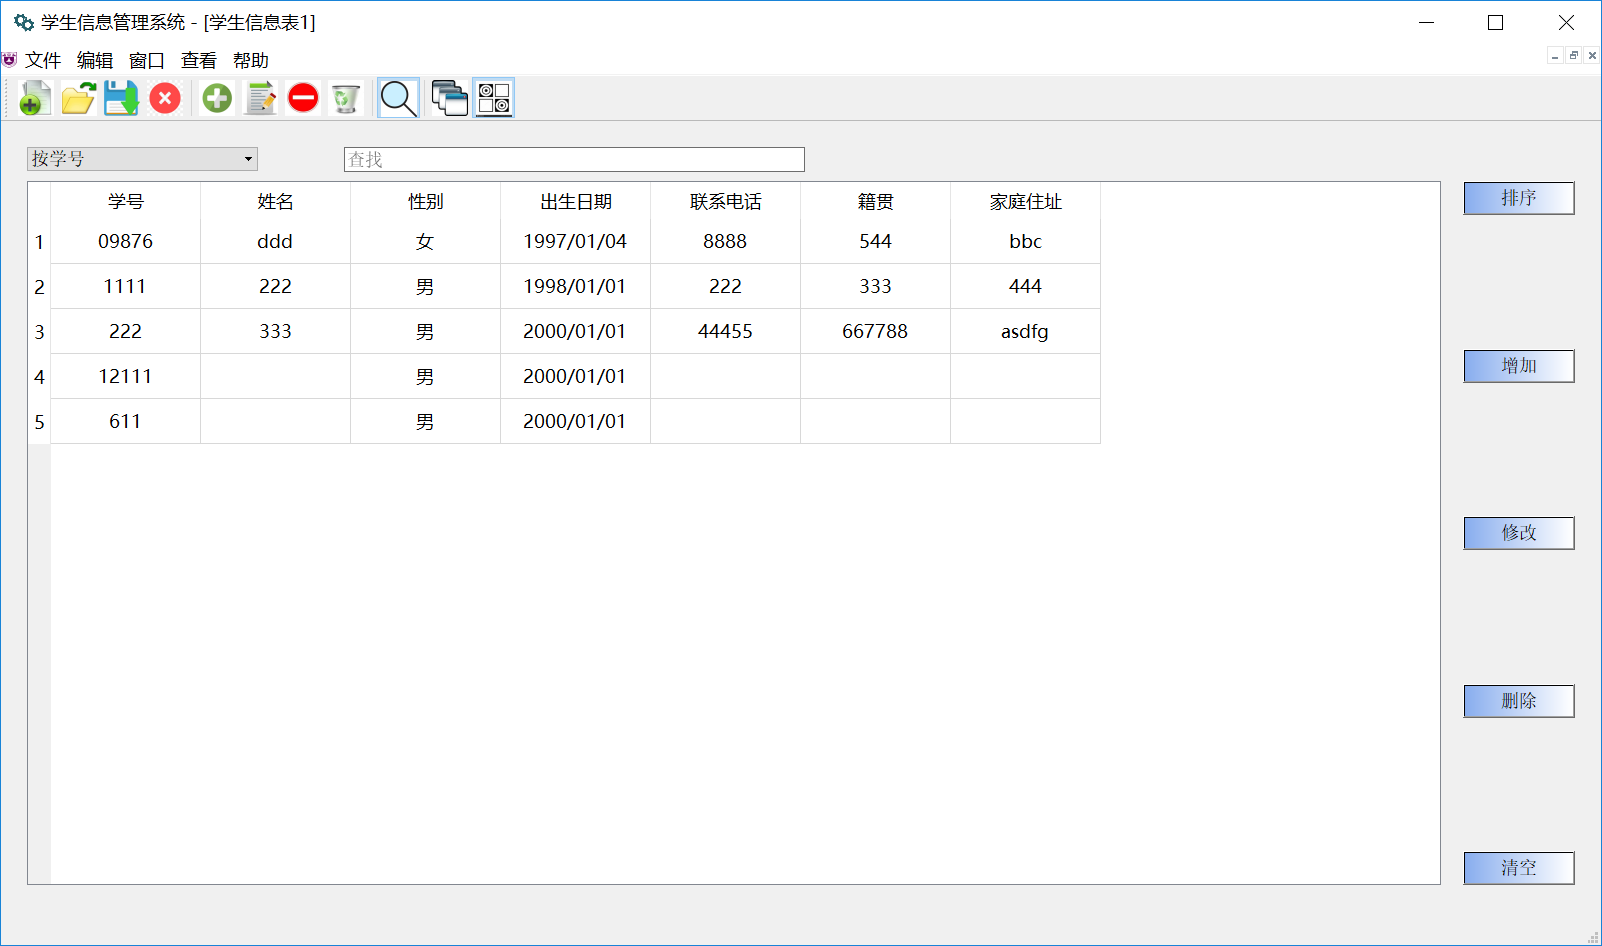 学生信息管理系统 - [学生信息表1]
文件 编辑 窗口 查看 帮助
按学号 查找
学号 姓名 性别 出生日期 联系电话 籍贯 家庭住址
1 09876 ddd 女 1997/01/04 8888 544 bbc
2 1111 222 男 1998/01/01 222 333 444
3 222 333 男 2000/01/01 44455 667788 asdfg
4 12111 男 2000/01/01
5 611 男 2000/01/01
排序
增加
修改
删除
清空